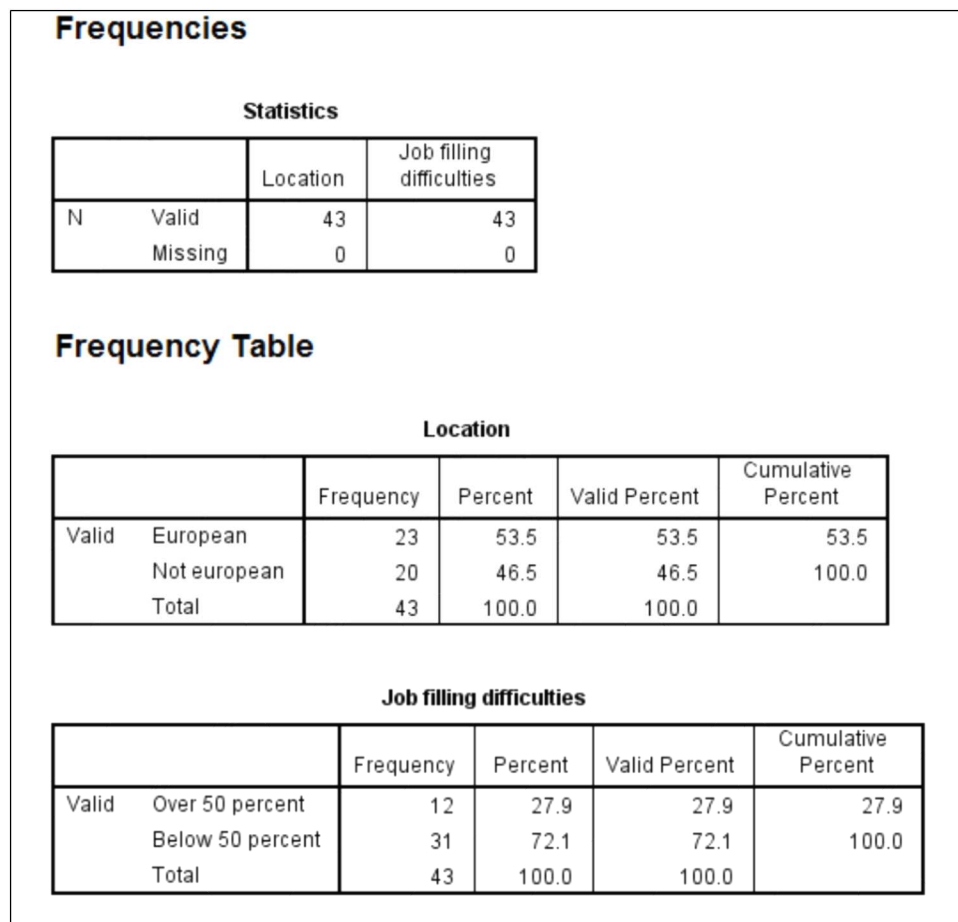 Frequencies
Statistics
Location Job filling difficulties
N Valid 43 43
Missing 0 0
Frequency Table
Location
Frequency Percent Valid Percent Cumulative Percent
Valid European 23 53.5 53.5 53.5
Not european 20 46.5 46.5 100.0
Total 43 100.0 100.0
Job filling difficulties
Frequency Percent Valid Percent Cumulative Percent
Valid Over 50 percent 12 27.9 27.9 27.9
Below 50 percent 31 72.1 72.1 100.0
Total 43 100.0 100.0